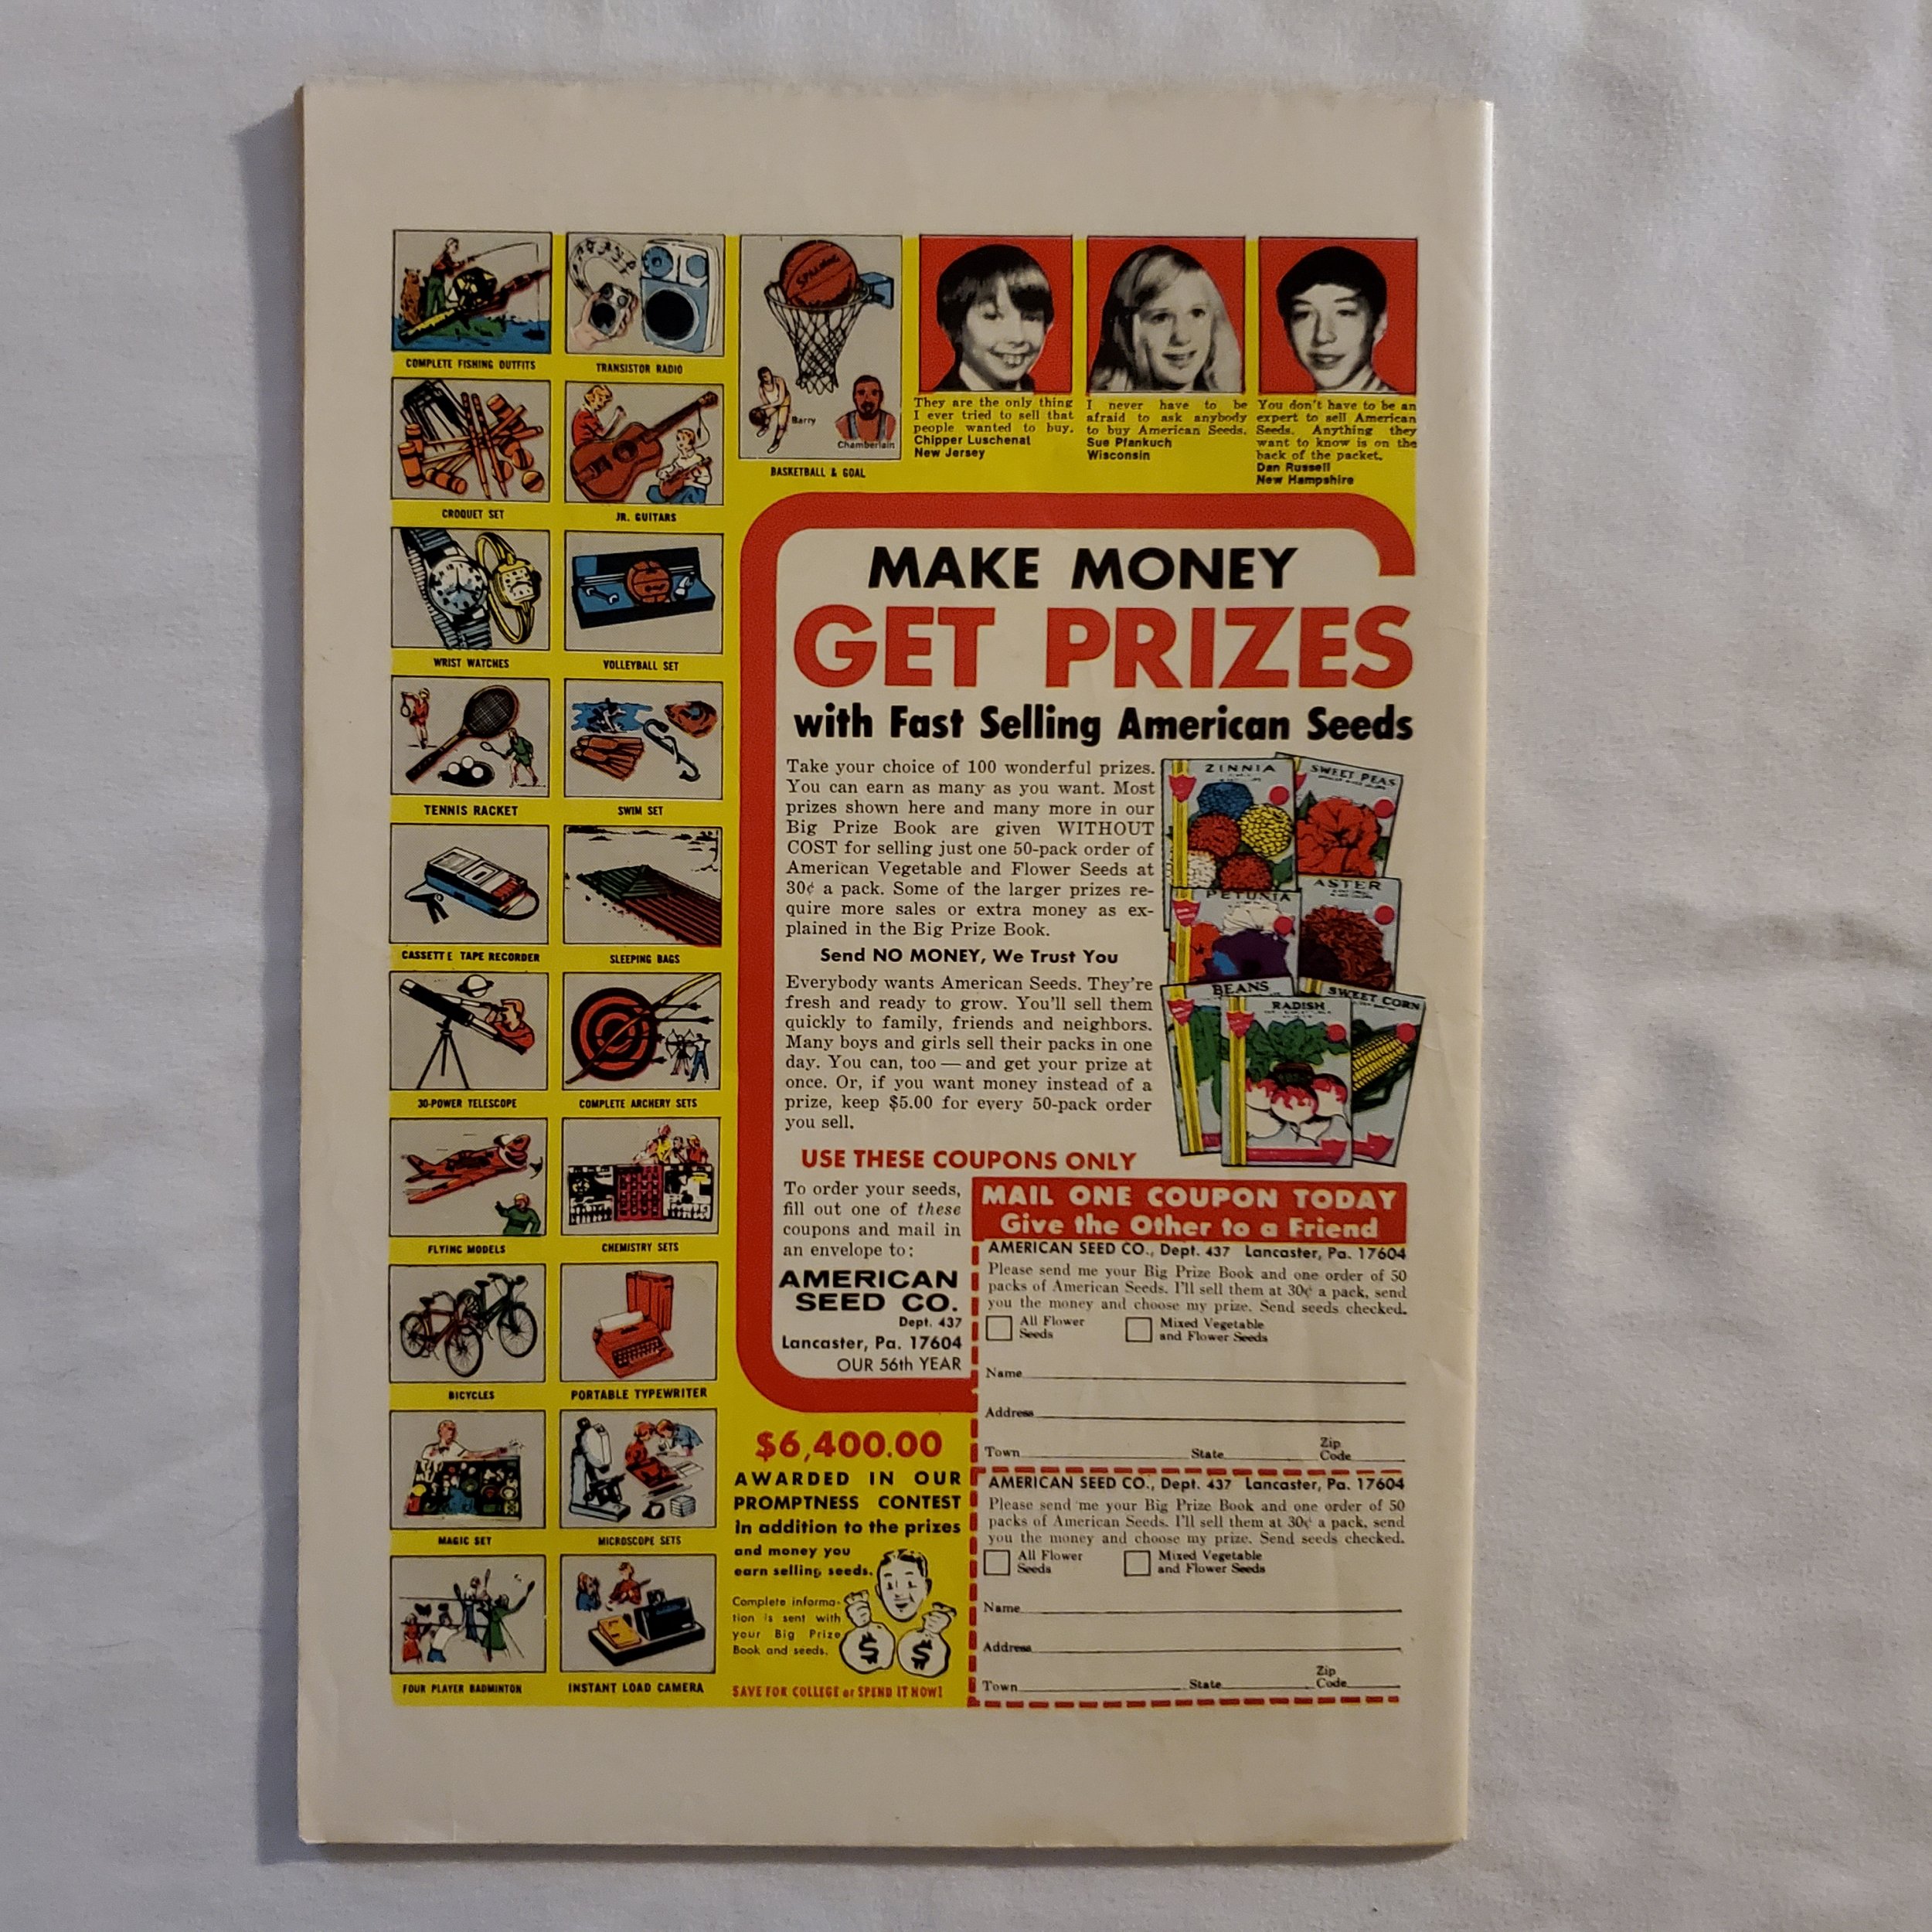 COMPLETE FISHING OUTFITS
TRANSISTOR RADIO
SPALDING
Barry
Chamberlain
BASKETBALL & GOAL
CROQUET SET
JR. GUITARS
WRIST WATCHES
VOLLEYBALL SET
TENNIS RACKET
SWIM SET
CASSETTE TAPE RECORDER
SLEEPING BAGS
30-POWER TELESCOPE
COMPLETE ARCHERY SETS
FLYING MODELS
CHEMISTRY SETS
BICYCLES
PORTABLE TYPEWRITER
MAGIC SET
MICROSCOPE SETS
FOUR PLAYER BADMINTON
INSTANT LOAD CAMERA
They are the only thing
I ever tried to sell that
people wanted to buy.
Chipper Luschenat
New Jersey
I never have to be
afraid to ask anybody
to buy American Seeds.
Sue Pfankuch
Wisconsin
You don't have to be an
expert to sell American
Seeds. Anything they
want to know is on the
back of the packet.
Dan Russell
New Hampshire
MAKE MONEY
GET PRIZES
with Fast Selling American Seeds
Take your choice of 100 wonderful prizes.
You can earn as many as you want. Most
prizes shown here and many more in our
Big Prize Book are given WITHOUT
COST for selling just one 50-pack order of
American Vegetable and Flower Seeds at
30¢ a pack. Some of the larger prizes re-
quire more sales or extra money as ex-
plained in the Big Prize Book.
Send NO MONEY, We Trust You
Everybody wants American Seeds. They're
fresh and ready to grow. You'll sell them
quickly to family, friends and neighbors.
Many boys and girls sell their packs in one
day. You can, too — and get your prize at
once. Or, if you want money instead of a
prize, keep $5.00 for every 50-pack order
you sell.
ZINNIA
SWEET PEAS
PETUNIA
ASTER
BEANS
RADISH
SWEET CORN
USE THESE COUPONS ONLY
To order your seeds,
fill out one of these
coupons and mail in
an envelope to:
AMERICAN
SEED CO.
Dept. 437
Lancaster, Pa. 17604
OUR 56th YEAR
$6,400.00
AWARDED IN OUR
PROMPTNESS CONTEST
in addition to the prizes
and money you
earn selling seeds.
Complete informa-
tion is sent with
your Big Prize
Book and seeds.
$ $
SAVE FOR COLLEGE or SPEND IT NOW!
MAIL ONE COUPON TODAY
Give the Other to a Friend
AMERICAN SEED CO., Dept. 437 Lancaster, Pa. 17604
Please send me your Big Prize Book and one order of 50
packs of American Seeds. I'll sell them at 30¢ a pack, send
you the money and choose my prize. Send seeds checked.
All Flower Seeds
Mixed Vegetable and Flower Seeds
Name
Address
Town State Zip Code
AMERICAN SEED CO., Dept. 437 Lancaster, Pa. 17604
Please send me your Big Prize Book and one order of 50
packs of American Seeds. I'll sell them at 30¢ a pack, send
you the money and choose my prize. Send seeds checked.
All Flower Seeds
Mixed Vegetable and Flower Seeds
Name
Address
Town State Zip Code